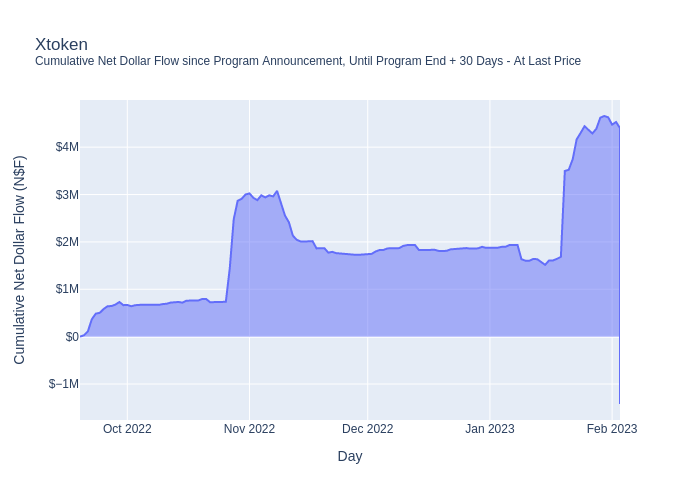 Xtoken
Cumulative Net Dollar Flow since Program Announcement, Until Program End + 30 Days - At Last Price
Cumulative Net Dollar Flow (N$F)
$4M
$3M
$2M
$1M
$0
$−1M
Oct 2022
Nov 2022
Dec 2022
Jan 2023
Feb 2023
Day